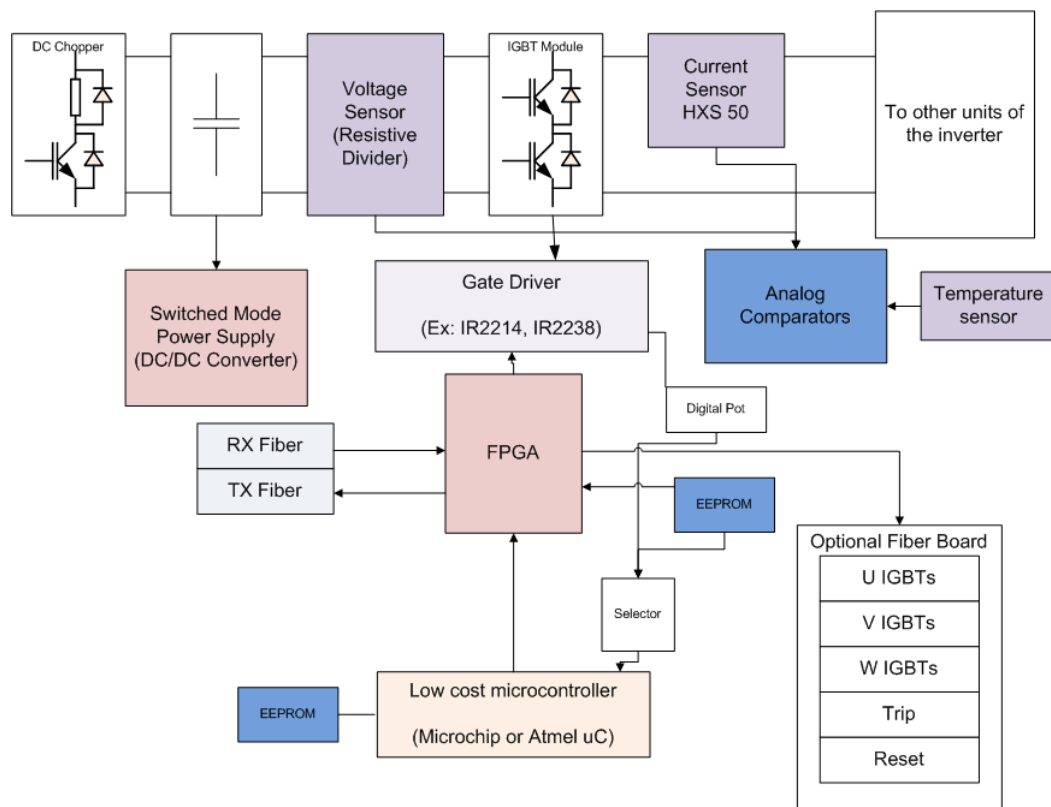 DC Chopper
Voltage
Sensor
(Resistive
Divider)
IGBT Module
Current
Sensor
HXS 50
To other units of
the inverter
Switched Mode
Power Supply
(DC/DC Converter)
Gate Driver
(Ex: IR2214, IR2238)
Analog
Comparators
Temperature
sensor
Digital Pot
RX Fiber
TX Fiber
FPGA
EEPROM
Optional Fiber Board
U IGBTs
V IGBTs
W IGBTs
Trip
Reset
Selector
EEPROM
Low cost microcontroller
(Microchip or Atmel uC)